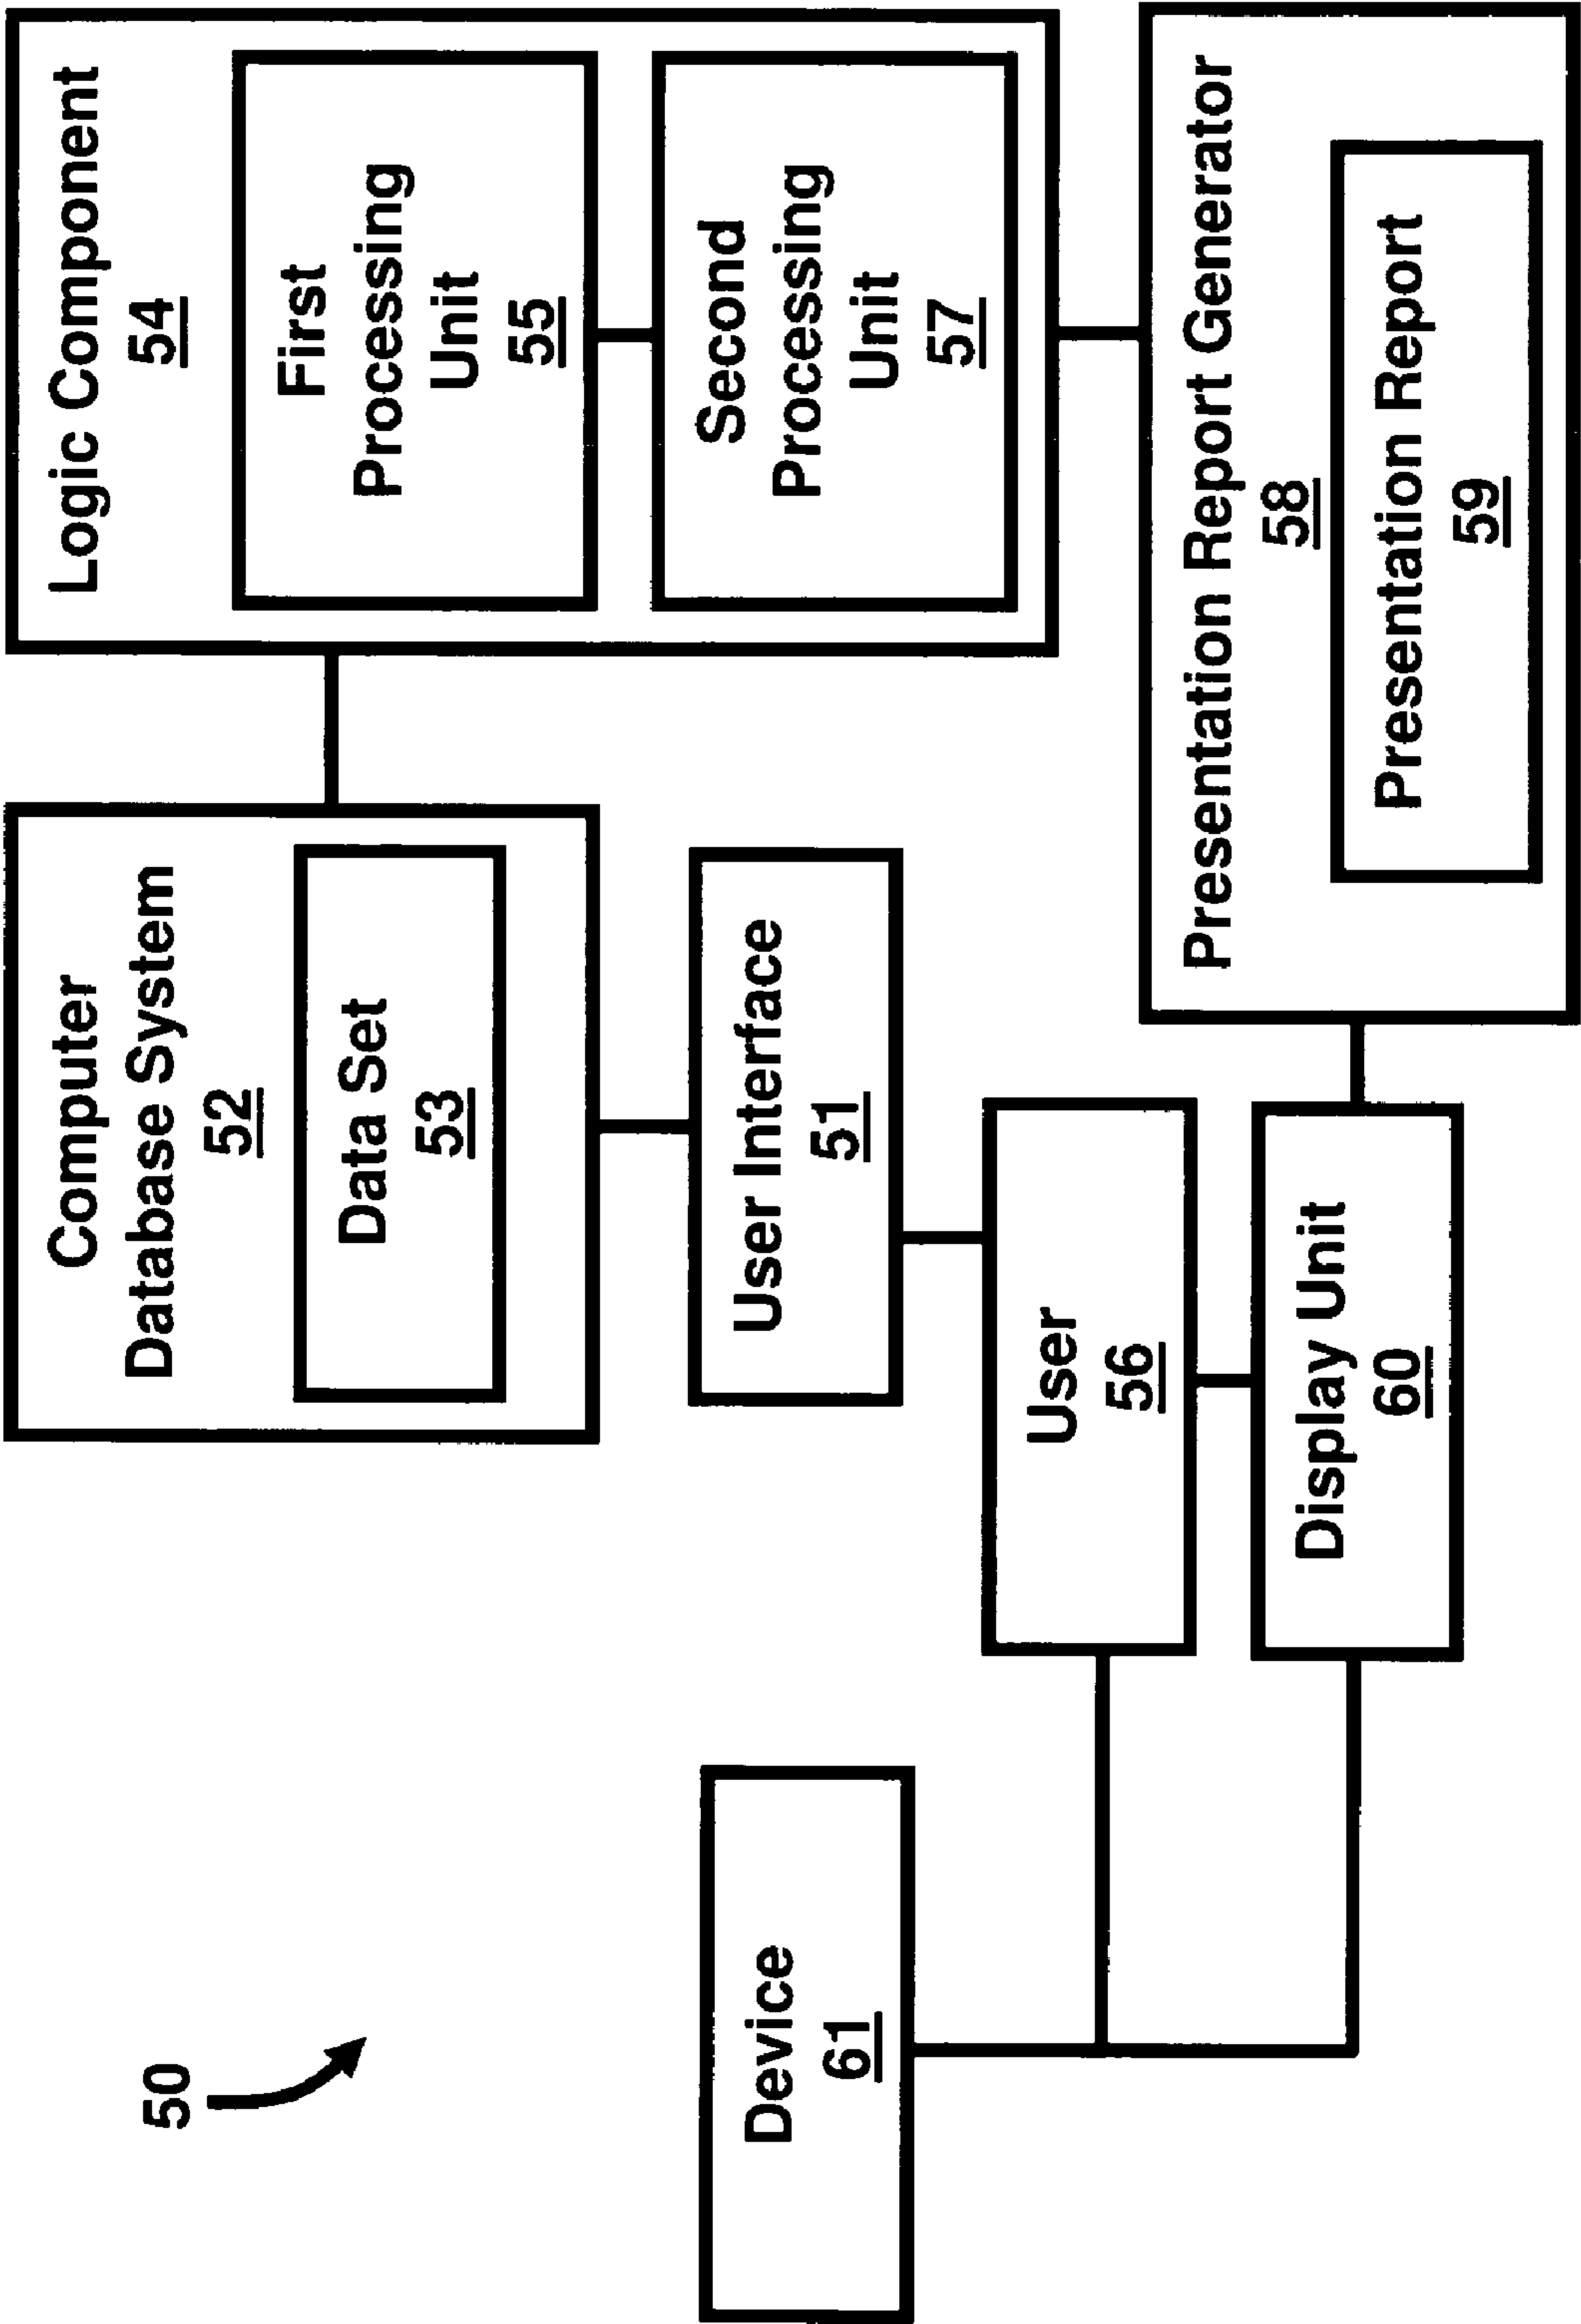 50
Computer
Database System
52
Data Set
53
Logic Component
54
First
Processing
Unit
55
Second
Processing
Unit
57
User Interface
51
Device
61
User
56
Display Unit
60
Presentation Report Generator
58
Presentation Report
59